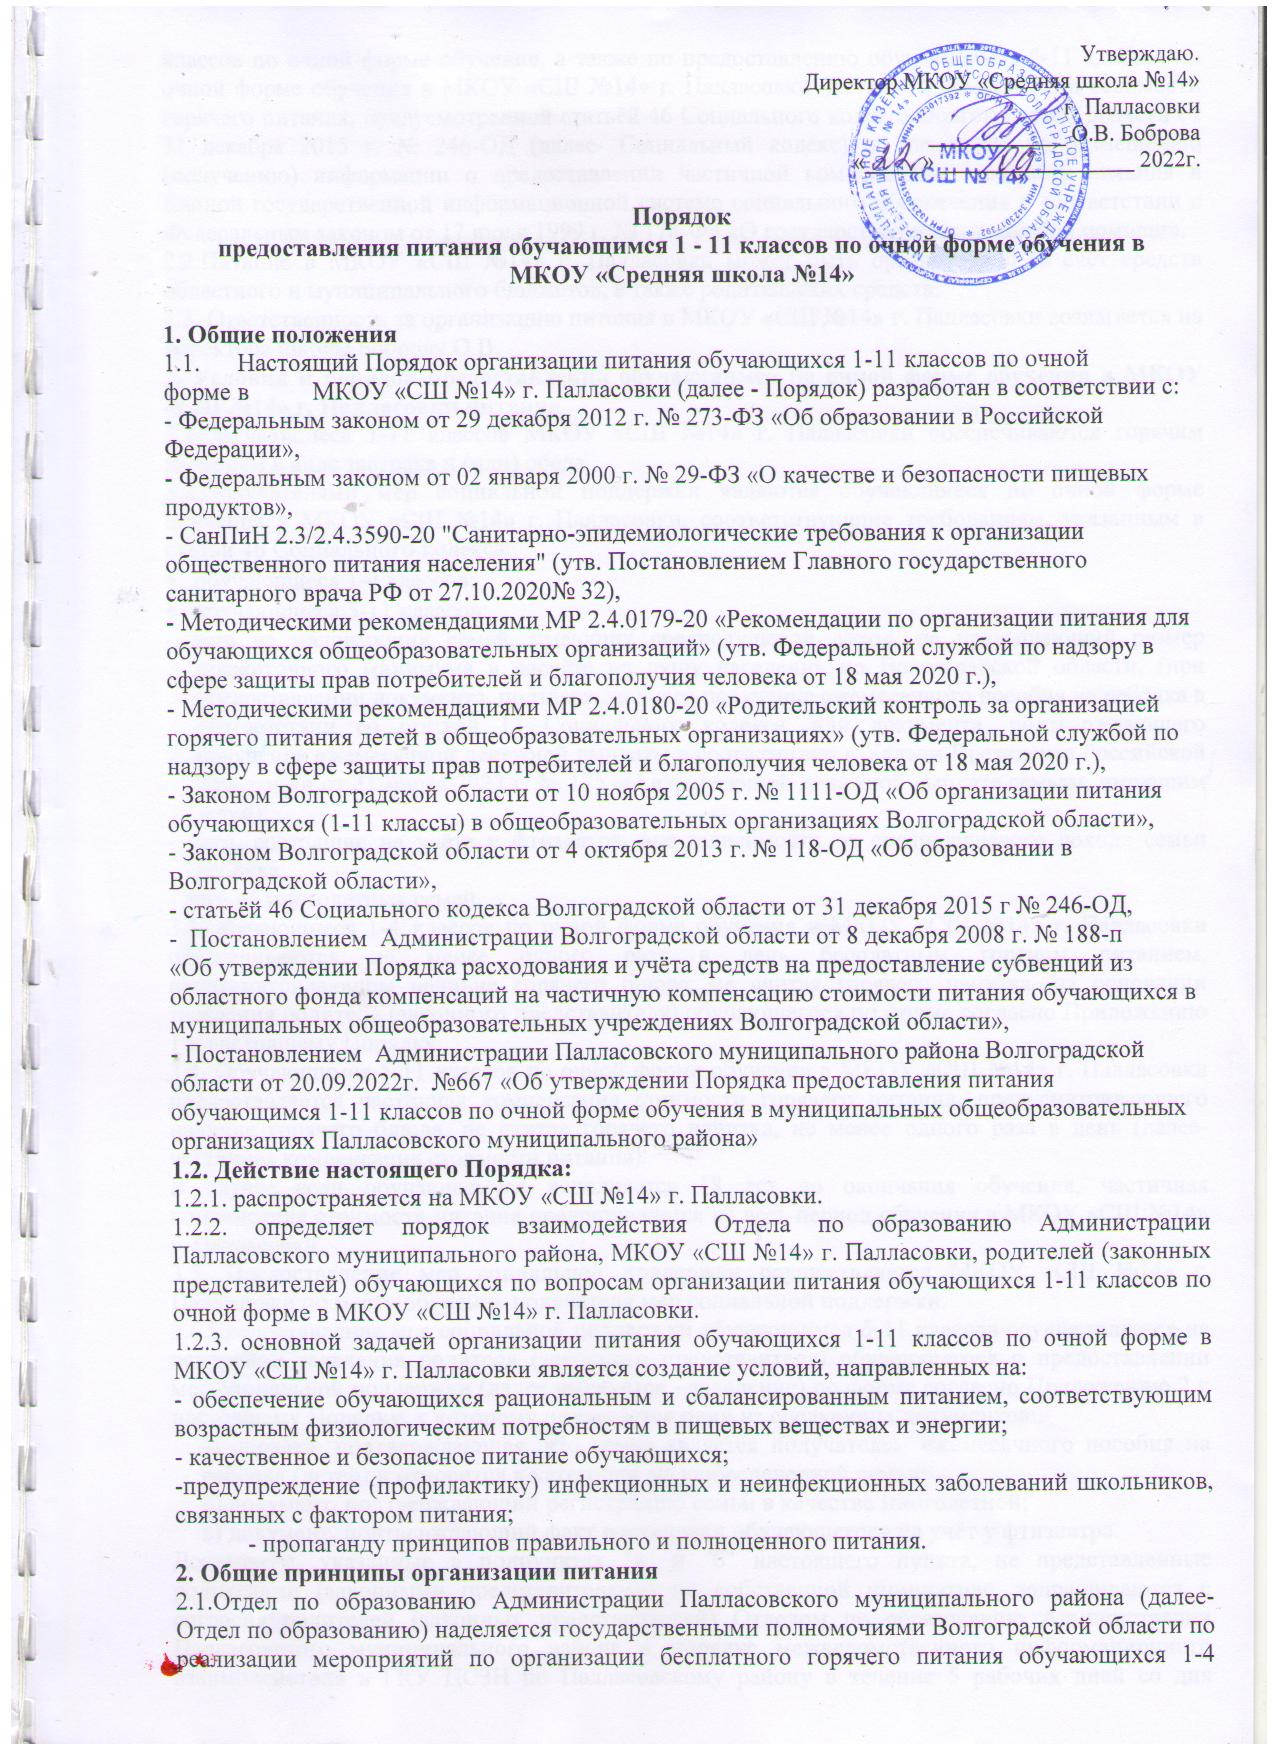 Утверждаю.
Директор МКОУ «Средняя школа №14»
г. Палласовки
О.В. Боброва
2022г.
МКОУ
«СШ № 14»
Порядок
предоставления питания обучающимся 1 - 11 классов по очной форме обучения в
МКОУ «Средняя школа №14»
1. Общие положения
1.1. Настоящий Порядок организации питания обучающихся 1-11 классов по очной
форме в МКОУ «СШ №14» г. Палласовки (далее - Порядок) разработан в соответствии с:
- Федеральным законом от 29 декабря 2012 г. № 273-ФЗ «Об образовании в Российской
Федерации»,
- Федеральным законом от 02 января 2000 г. № 29-ФЗ «О качестве и безопасности пищевых
продуктов»,
- СанПиН 2.3/2.4.3590-20 "Санитарно-эпидемиологические требования к организации
общественного питания населения" (утв. Постановлением Главного государственного
санитарного врача РФ от 27.10.2020№ 32),
- Методическими рекомендациями МР 2.4.0179-20 «Рекомендации по организации питания для
обучающихся общеобразовательных организаций» (утв. Федеральной службой по надзору в
сфере защиты прав потребителей и благополучия человека от 18 мая 2020 г.),
- Методическими рекомендациями МР 2.4.0180-20 «Родительский контроль за организацией
горячего питания детей в общеобразовательных организациях» (утв. Федеральной службой по
надзору в сфере защиты прав потребителей и благополучия человека от 18 мая 2020 г.),
- Законом Волгоградской области от 10 ноября 2005 г. № 1111-ОД «Об организации питания
обучающихся (1-11 классы) в общеобразовательных организациях Волгоградской области»,
- Законом Волгоградской области от 4 октября 2013 г. № 118-ОД «Об образовании в
Волгоградской области»,
- статьёй 46 Социального кодекса Волгоградской области от 31 декабря 2015 г № 246-ОД,
- Постановлением Администрации Волгоградской области от 8 декабря 2008 г. № 188-п
«Об утверждении Порядка расходования и учёта средств на предоставление субвенций из
областного фонда компенсаций на частичную компенсацию стоимости питания обучающихся в
муниципальных общеобразовательных учреждениях Волгоградской области»,
- Постановлением Администрации Палласовского муниципального района Волгоградской
области от 20.09.2022г. №667 «Об утверждении Порядка предоставления питания
обучающимся 1-11 классов по очной форме обучения в муниципальных общеобразовательных
организациях Палласовского муниципального района»
1.2. Действие настоящего Порядка:
1.2.1. распространяется на МКОУ «СШ №14» г. Палласовки.
1.2.2. определяет порядок взаимодействия Отдела по образованию Администрации
Палласовского муниципального района, МКОУ «СШ №14» г. Палласовки, родителей (законных
представителей) обучающихся по вопросам организации питания обучающихся 1-11 классов по
очной форме в МКОУ «СШ №14» г. Палласовки.
1.2.3. основной задачей организации питания обучающихся 1-11 классов по очной форме в
МКОУ «СШ №14» г. Палласовки является создание условий, направленных на:
- обеспечение обучающихся рациональным и сбалансированным питанием, соответствующим
возрастным физиологическим потребностям в пищевых веществах и энергии;
- качественное и безопасное питание обучающихся;
-предупреждение (профилактику) инфекционных и неинфекционных заболеваний школьников,
связанных с фактором питания;
- пропаганду принципов правильного и полноценного питания.
2. Общие принципы организации питания
2.1.Отдел по образованию Администрации Палласовского муниципального района (далее-
Отдел по образованию) наделяется государственными полномочиями Волгоградской области по
реализации мероприятий по организации бесплатного горячего питания обучающихся 1-4